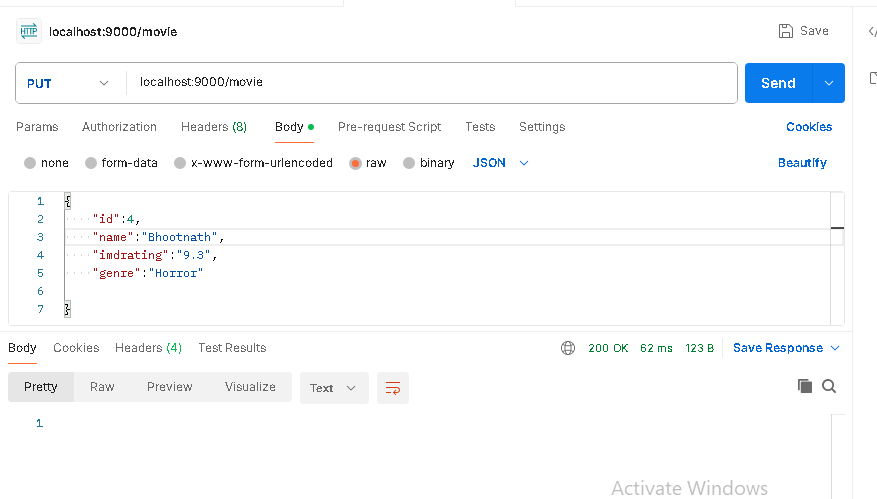 HTTP localhost:9000/movie Save
PUT localhost:9000/movie Send
Params Authorization Headers (8) Body Pre-request Script Tests Settings Cookies
none form-data x-www-form-urlencoded raw binary JSON Beautify
1 {
2 "id":4,
3 "name":"Bhootnath",
4 "imdrating":"9.3",
5 "genre":"Horror"
6
7 }
Body Cookies Headers (4) Test Results 200 OK 62 ms 123 B Save Response
Pretty Raw Preview Visualize Text
1
Activate Windows